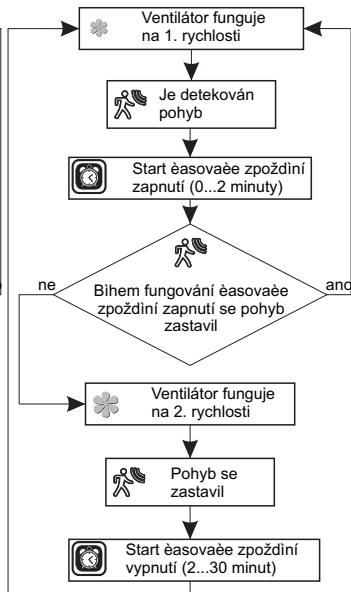 Ventilátor funguje
na 1. rychlosti
Je detekován
pohyb
Start èasovaèe zpoždìní
zapnutí (0...2 minuty)
ne
ano
Bìhem fungování èasovaèe
zpoždìní zapnutí se pohyb
zastavil
Ventilátor funguje
na 2. rychlosti
Pohyb se
zastavil
Start èasovaèe zpoždìní
vypnutí (2...30 minut)